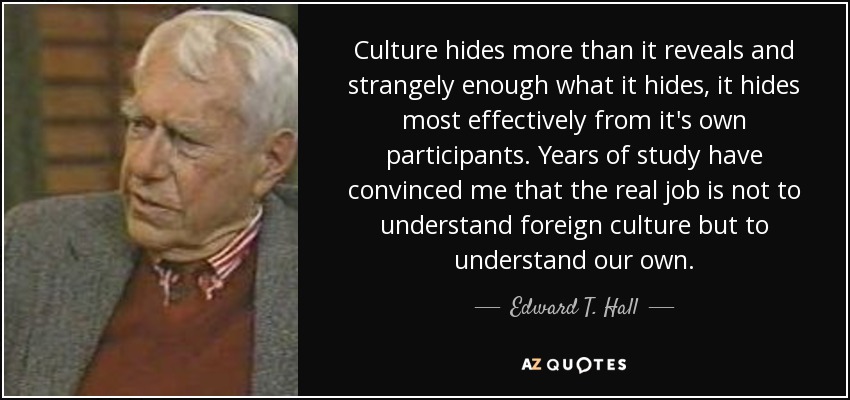 Culture hides more than it reveals and
strangely enough what it hides, it hides
most effectively from it's own
participants. Years of study have
convinced me that the real job is not to
understand foreign culture but to
understand our own.
Edward T. Hall
AZ QUOTES